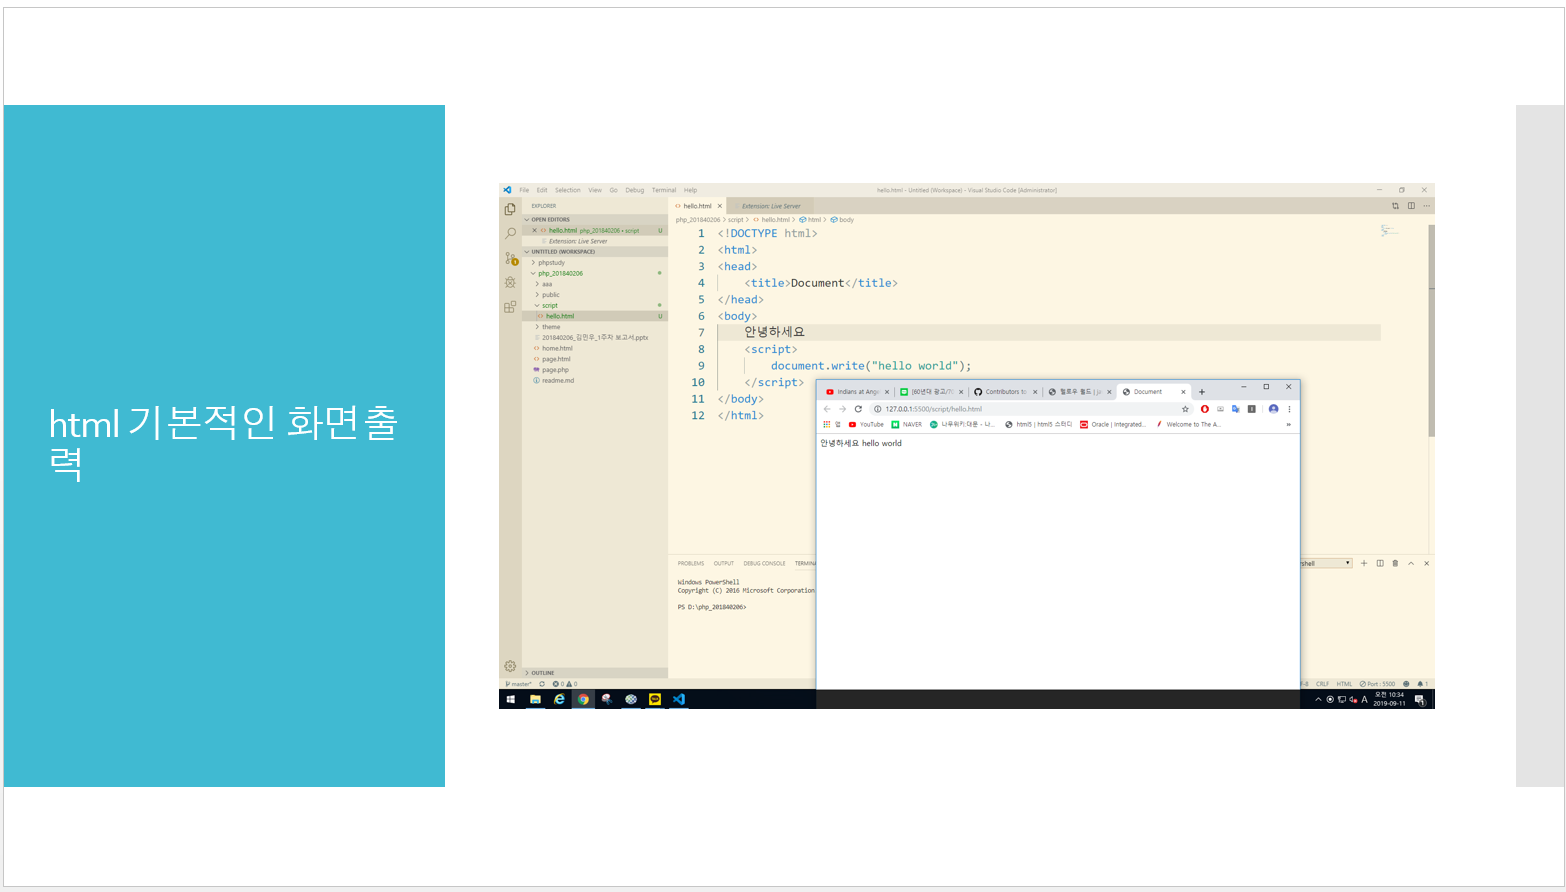 html 기본적인 화면 출
력
File Edit Selection View Go Debug Terminal Help
hello.html - Untitled (Workspace) - Visual Studio Code [Administrator]
EXPLORER
OPEN EDITORS
hello.html php_201840206 • script U
Extension: Live Server
UNTITLED (WORKSPACE)
phpstudy
php_201840206
aaa
public
script
hello.html U
theme
201840206_김민우_1주차 보고서.pptx
home.html
page.html
page.php
readme.md
OUTLINE
hello.html Extension: Live Server
php_201840206 > script > hello.html > html > body
1 <!DOCTYPE html>
2 <html>
3 <head>
4 <title>Document</title>
5 </head>
6 <body>
7 안녕하세요
8 <script>
9 document.write("hello world");
10 </script>
11 </body>
12 </html>
PROBLEMS OUTPUT DEBUG CONSOLE TERMINA
Windows PowerShell
Copyright (C) 2016 Microsoft Corporation
PS D:\php_201840206>
Indians at Ange [60년대 광고/7 Contributors to Document
127.0.0.1:5500/script/hello.html
앱 YouTube NAVER 나무위키:대문 - 나... html5 | html5 스터디 Oracle | Integrated... Welcome to The A...
안녕하세요 hello world
master* 0 0
CRLF HTML Port : 5500 1
A 오전 10:34
2019-09-11